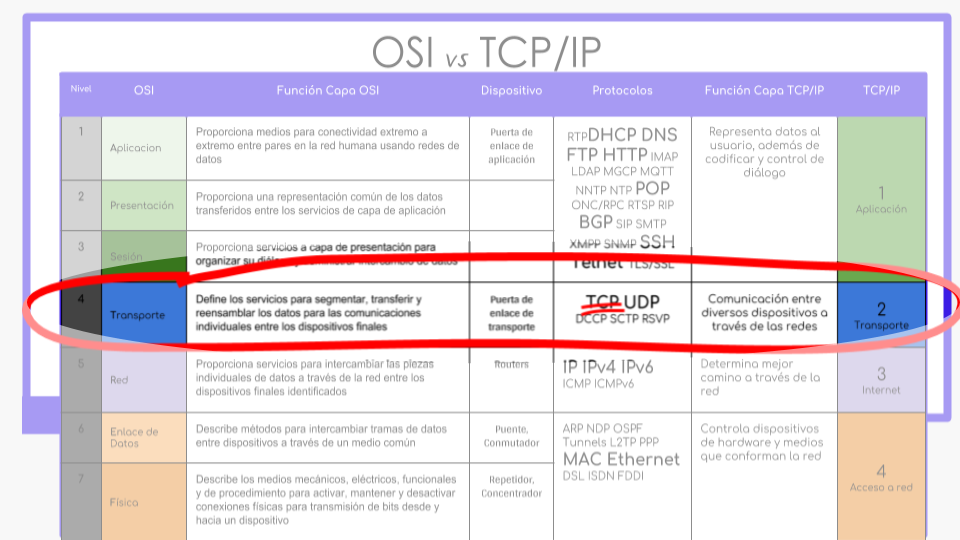 OSI vs TCP/IP
Nivel
OSI
Función Capa OSI
Dispositivo
Protocolos
Función Capa TCP/IP
TCP/IP
1
Aplicacion
Proporciona medios para conectividad extremo a
extremo entre pares en la red humana usando redes de
datos
Puerta de
enlace de
aplicación
RTP DHCP DNS
FTP HTTP IMAP
LDAP MGCP MQTT
NNTP NTP POP
ONC/RPC RTSP RIP
BGP SIP SMTP
XMPP SNMP SSH
Telnet TLS/SSL
Representa datos al
usuario, además de
codificar y control de
diálogo
1
Aplicación
2
Presentación
Proporciona una representación común de los datos
transferidos entre los servicios de capa de aplicación
3
Sesión
Proporciona servicios a capa de presentación para
organizar su intercambio de datos
4
Transporte
Define los servicios para segmentar, transferir y
reensamblar los datos para las comunicaciones
individuales entre los dispositivos finales
Puerta de
enlace de
transporte
TCP UDP
DCCP SCTP RSVP
Comunicación entre
diversos dispositivos a
través de las redes
2
Transporte
5
Red
Proporciona servicios para intercambiar las piezas
individuales de datos a través de la red entre los
dispositivos finales identificados
Routers
IP IPv4 IPv6
ICMP ICMPv6
Determina mejor
camino a través de la
red
3
Internet
6
Enlace de
Datos
Describe métodos para intercambiar tramas de datos
entre dispositivos a través de un medio común
Puente,
Conmutador
ARP NDP OSPF
Tunnels L2TP PPP
MAC Ethernet
DSL ISDN FDDI
Controla dispositivos
de hardware y medios
que conforman la red
4
Acceso a red
7
Física
Describe los medios mecánicos, eléctricos, funcionales
y de procedimiento para activar, mantener y desactivar
conexiones físicas para transmisión de bits desde y
hacia un dispositivo
Repetidor,
Concentrador